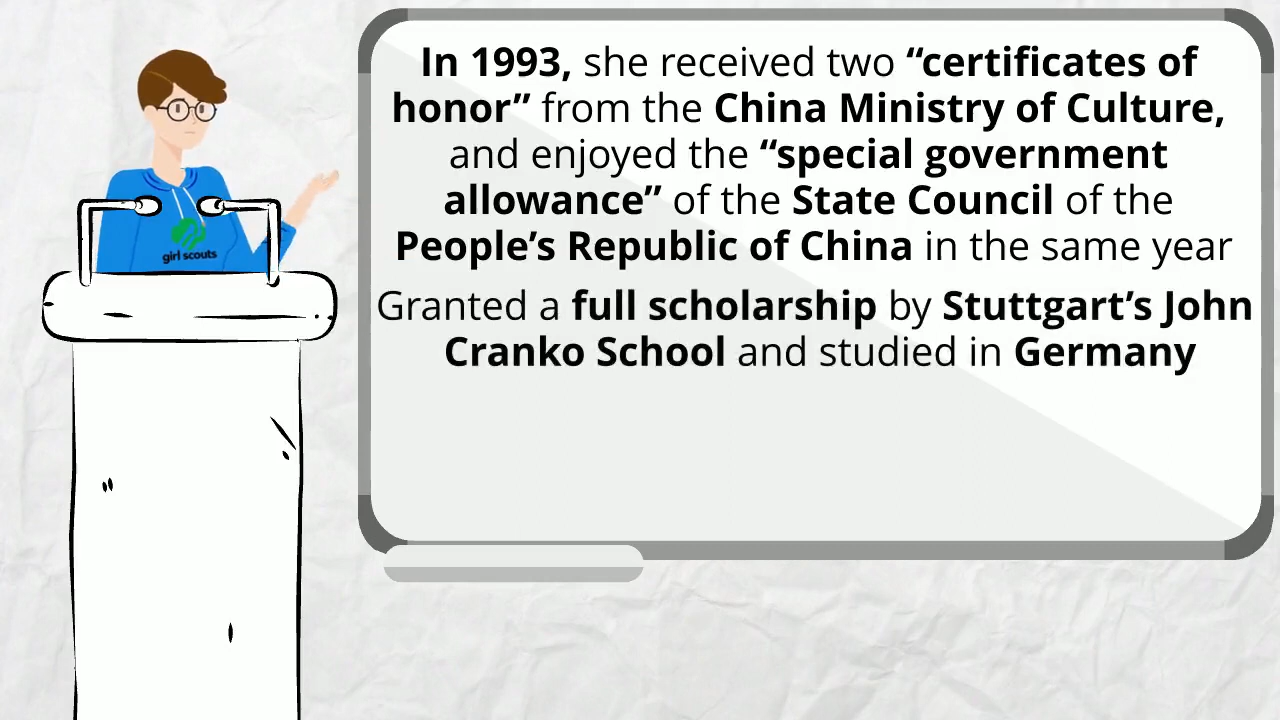 In 1993, she received two “certificates of
honor” from the China Ministry of Culture,
and enjoyed the “special government
allowance” of the State Council of the
People’s Republic of China in the same year
Granted a full scholarship by Stuttgart’s John
Cranko School and studied in Germany
girl scouts